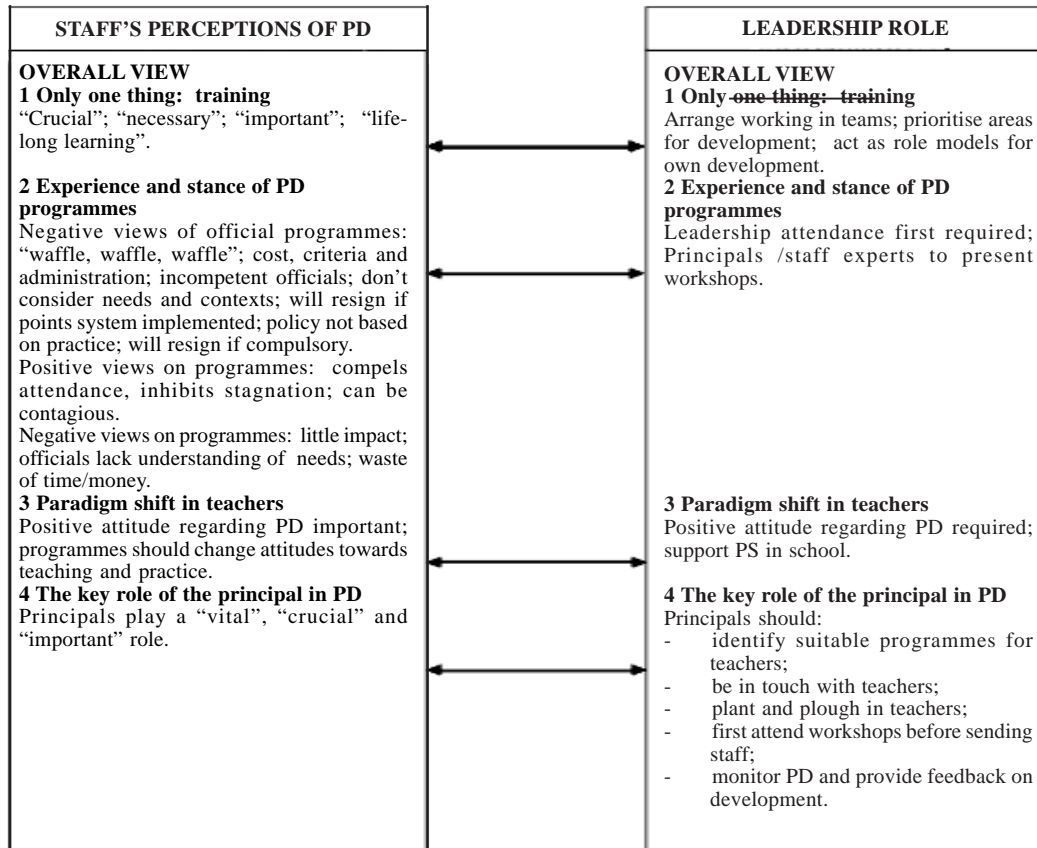 STAFF'S PERCEPTIONS OF PD
OVERALL VIEW
1 Only one thing: training
“Crucial”; “necessary”; “important”; “life-
long learning”.
2 Experience and stance of PD
programmes
Negative views of official programmes:
“waffle, waffle, waffle”; cost, criteria and
administration; incompetent officials; don’t
consider needs and contexts; will resign if
points system implemented; policy not based
on practice; will resign if compulsory.
Positive views on programmes: compels
attendance, inhibits stagnation; can be
contagious.
Negative views on programmes: little impact;
officials lack understanding of needs; waste
of time/money.
3 Paradigm shift in teachers
Positive attitude regarding PD important;
programmes should change attitudes towards
teaching and practice.
4 The key role of the principal in PD
Principals play a “vital”, “crucial” and
“important” role.
LEADERSHIP ROLE
OVERALL VIEW
1 Only one thing: training
Arrange working in teams; prioritise areas
for development; act as role models for
own development.
2 Experience and stance of PD
programmes
Leadership attendance first required;
Principals /staff experts to present
workshops.
3 Paradigm shift in teachers
Positive attitude regarding PD required;
support PS in school.
4 The key role of the principal in PD
Principals should:
- identify suitable programmes for
teachers;
- be in touch with teachers;
- plant and plough in teachers;
- first attend workshops before sending
staff;
- monitor PD and provide feedback on
development.